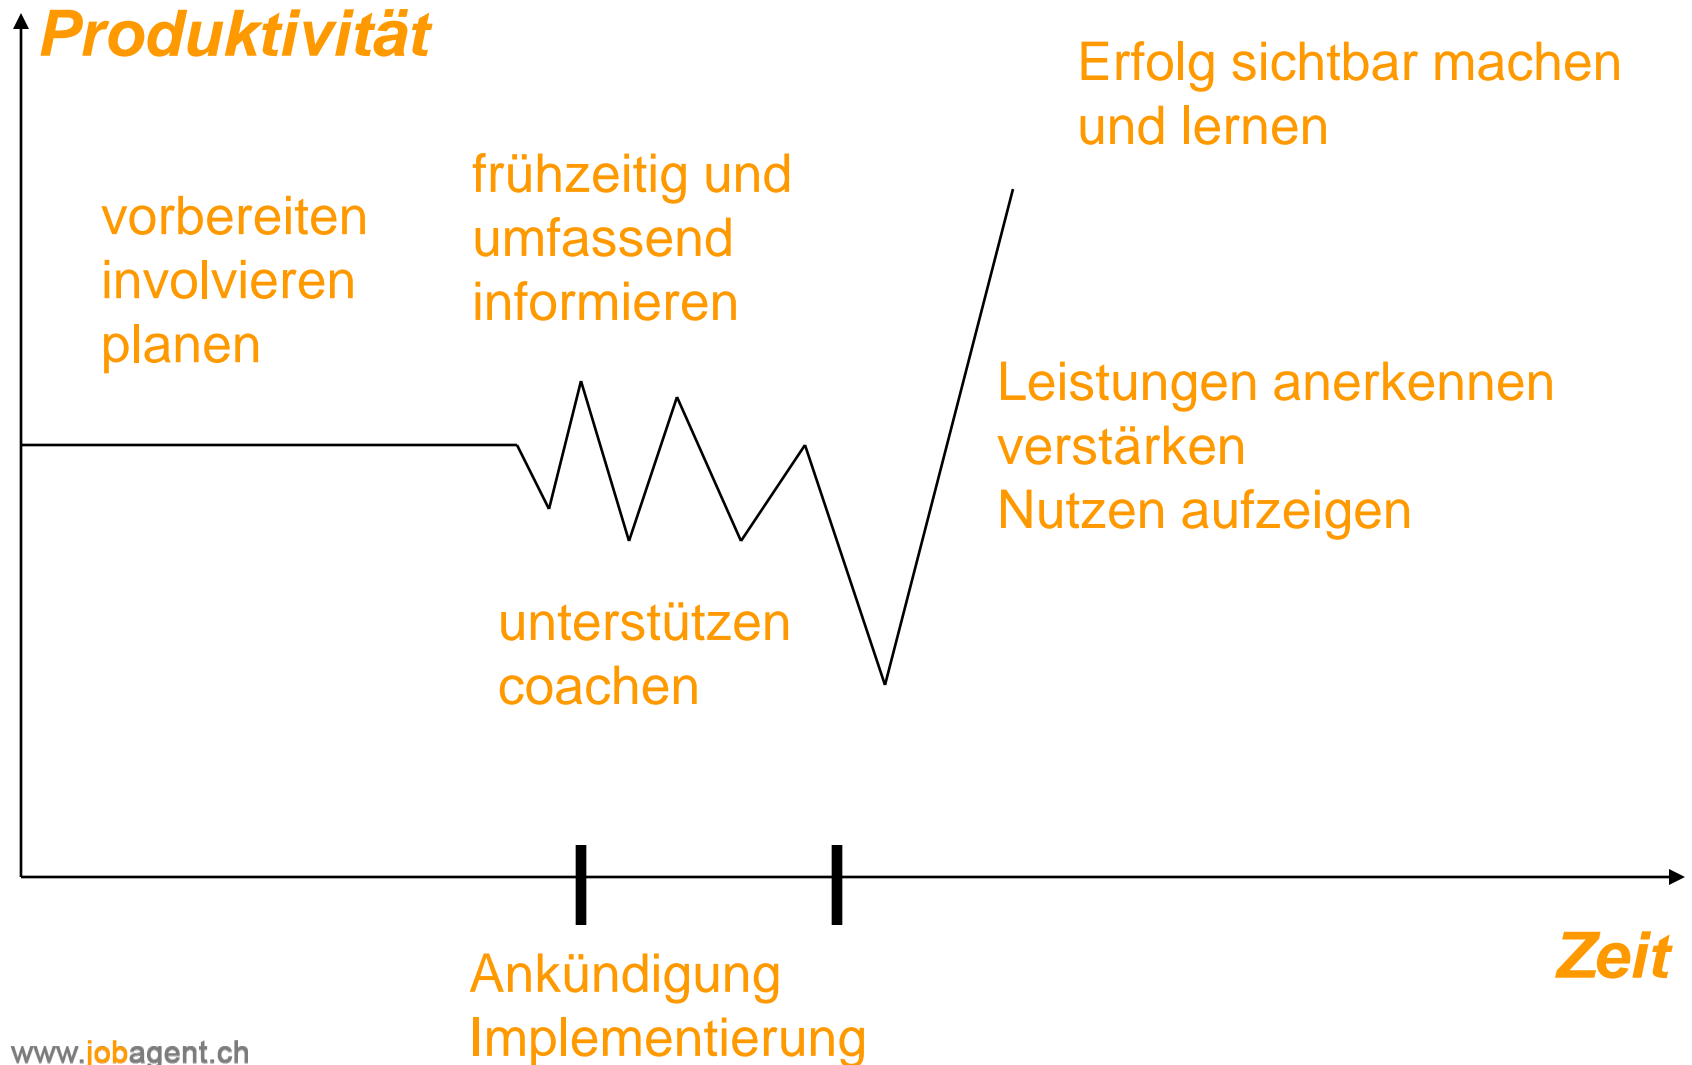 Produktivität
Erfolg sichtbar machen
und lernen
frühzeitig und
umfassend
informieren
vorbereiten
involvieren
planen
Leistungen anerkennen
verstärken
Nutzen aufzeigen
unterstützen
coachen
Zeit
Ankündigung
Implementierung
www.jobagent.ch